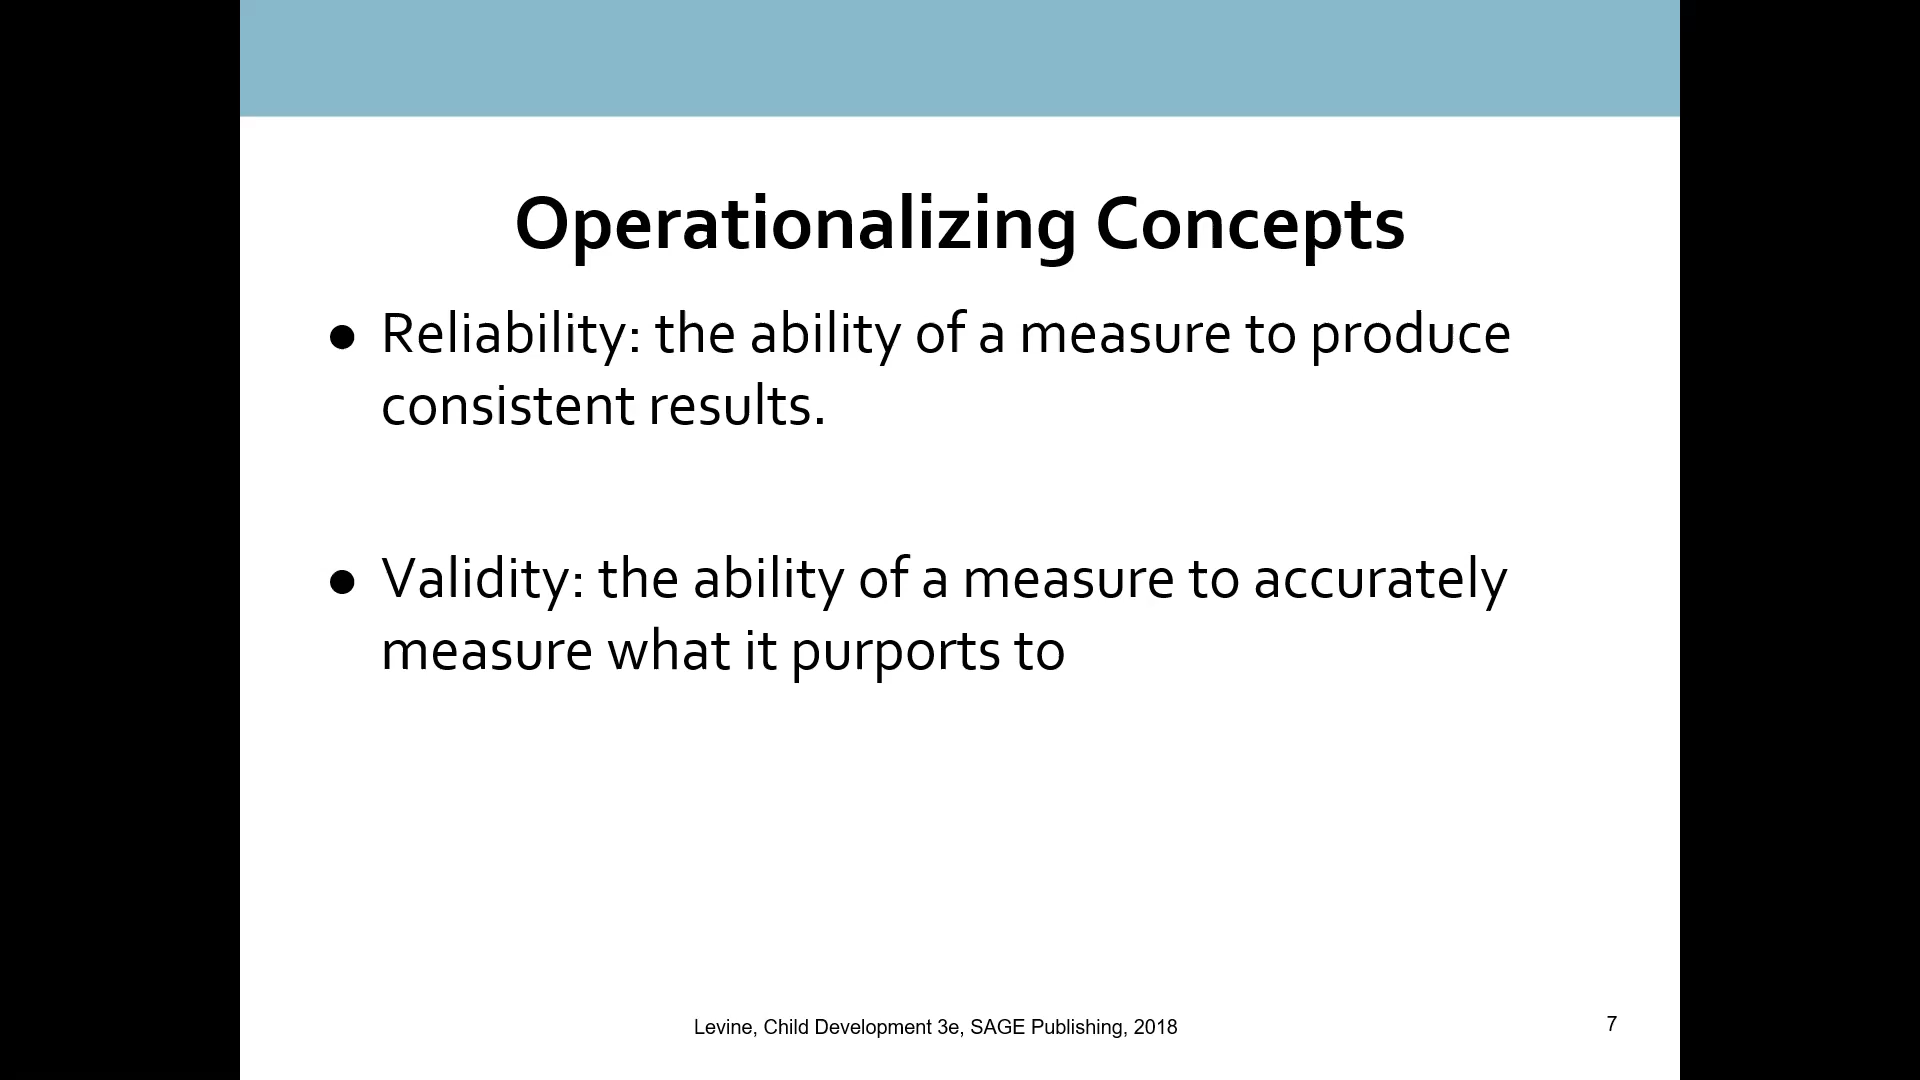 Operationalizing Concepts
● Reliability: the ability of a measure to produce
consistent results.
● Validity: the ability of a measure to accurately
measure what it purports to
Levine, Child Development 3e, SAGE Publishing, 2018
7